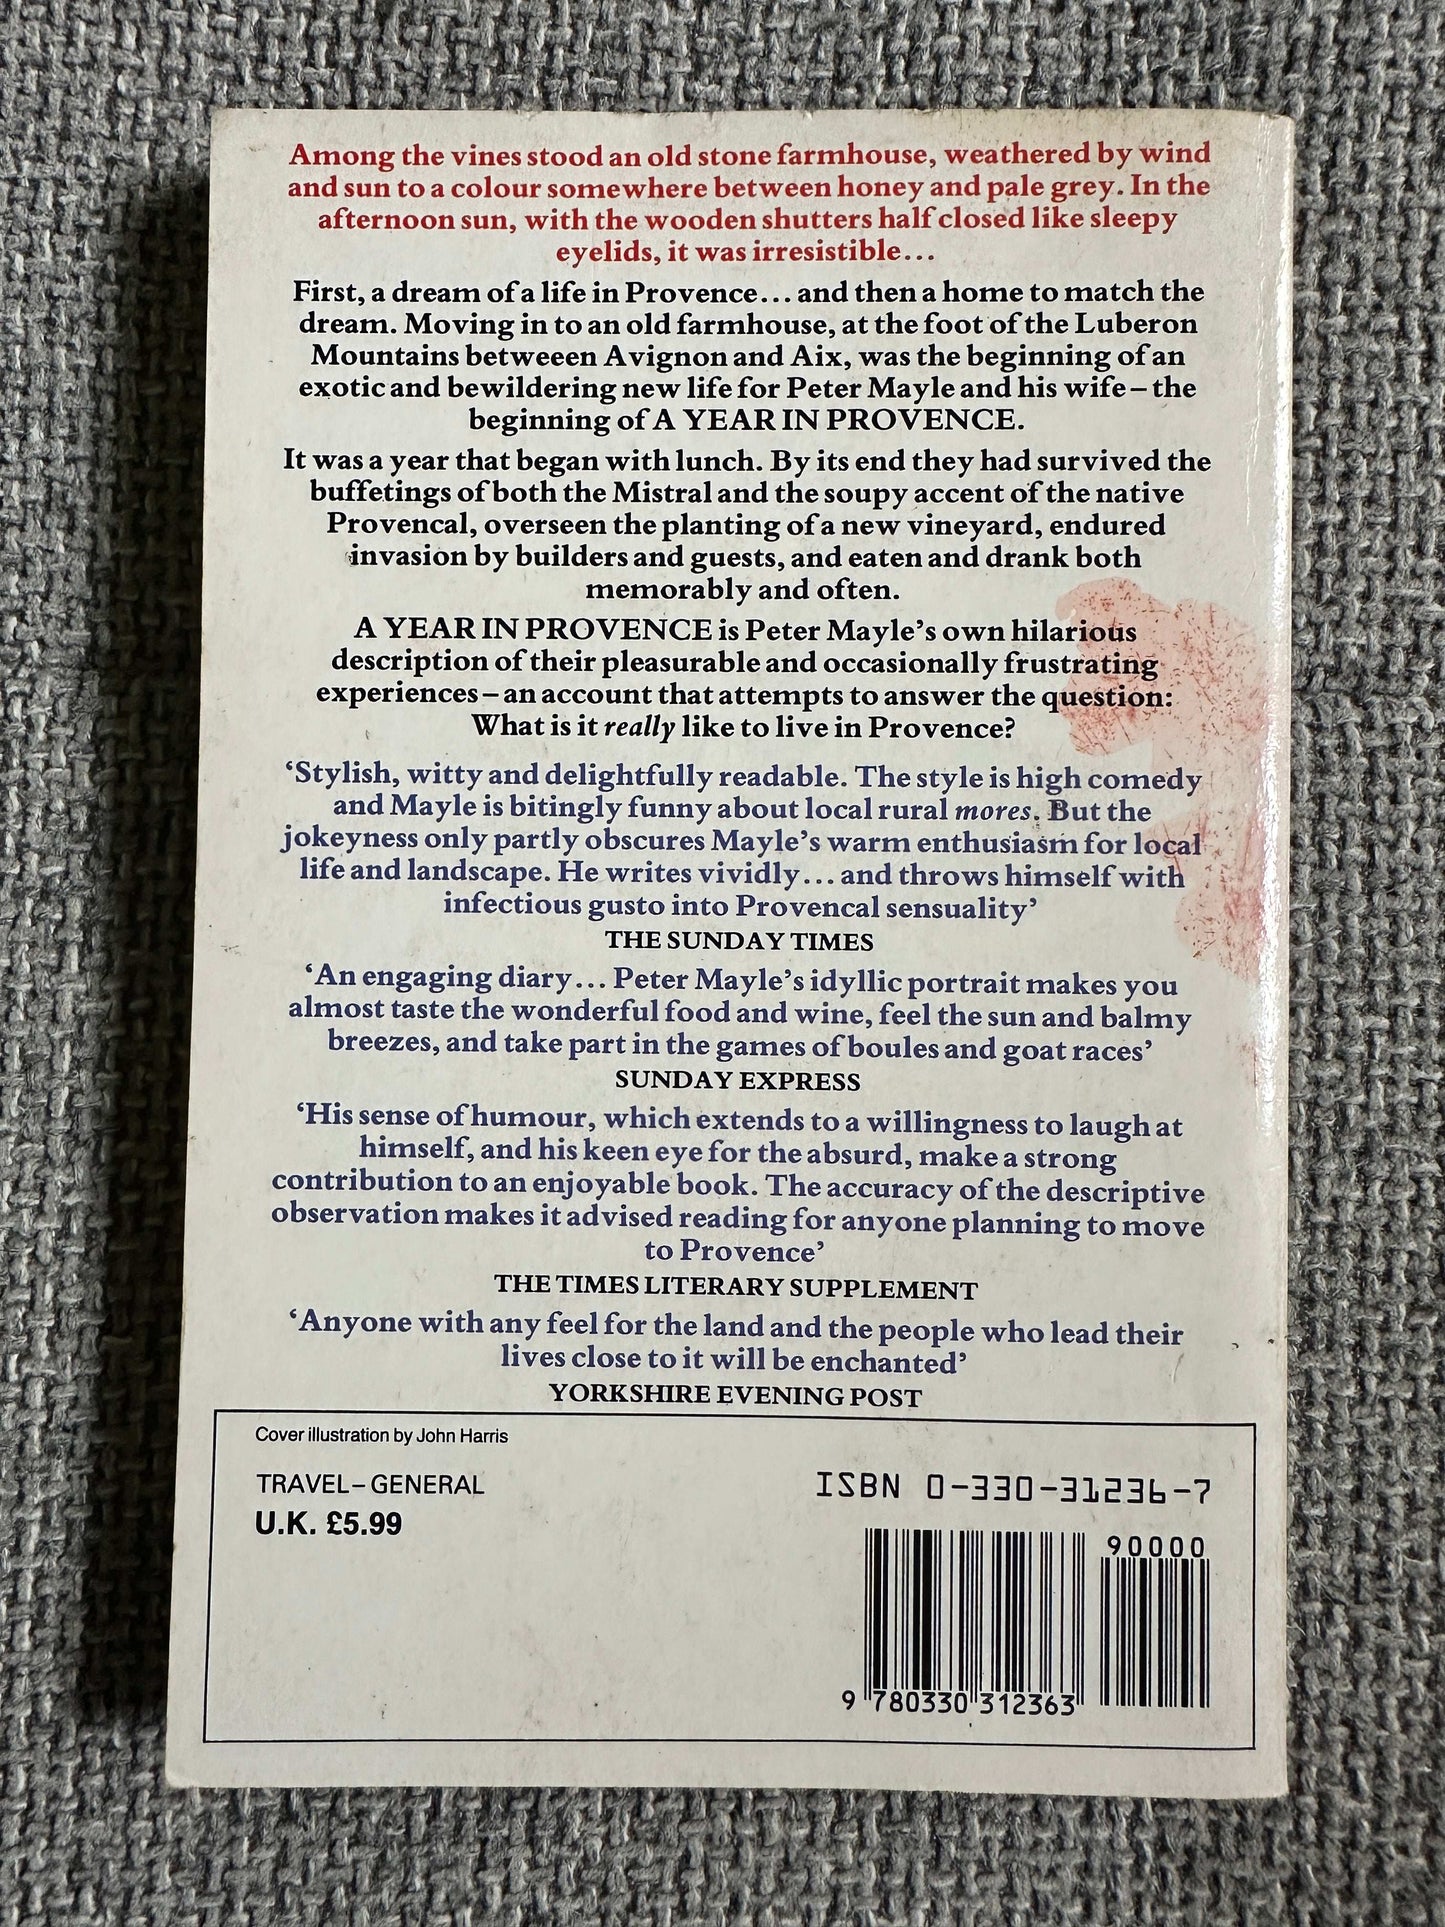 Among the vines stood an old stone farmhouse, weathered by wind
and sun to a colour somewhere between honey and pale grey. In the
afternoon sun, with the wooden shutters half closed like sleepy
eyelids, it was irresistible...
First, a dream of a life in Provence... and then a home to match the
dream. Moving in to an old farmhouse, at the foot of the Luberon
Mountains betweeen Avignon and Aix, was the beginning of an
exotic and bewildering new life for Peter Mayle and his wife – the
beginning of A YEAR IN PROVENCE.
It was a year that began with lunch. By its end they had survived the
buffetings of both the Mistral and the soupy accent of the native
Provencal, overseen the planting of a new vineyard, endured
invasion by builders and guests, and eaten and drank both
memorably and often.
A YEAR IN PROVENCE is Peter Mayle's own hilarious
description of their pleasurable and occasionally frustrating
experiences – an account that attempts to answer the question:
What is it really like to live in Provence?
‘Stylish, witty and delightfully readable. The style is high comedy
and Mayle is bitingly funny about local rural mores. But the
jokeyness only partly obscures Mayle’s warm enthusiasm for local
life and landscape. He writes vividly... and throws himself with
infectious gusto into Provencal sensuality’
THE SUNDAY TIMES
‘An engaging diary... Peter Mayle’s idyllic portrait makes you
almost taste the wonderful food and wine, feel the sun and balmy
breezes, and take part in the games of boules and goat races’
SUNDAY EXPRESS
‘His sense of humour, which extends to a willingness to laugh at
himself, and his keen eye for the absurd, make a strong
contribution to an enjoyable book. The accuracy of the descriptive
observation makes it advised reading for anyone planning to move
to Provence’
THE TIMES LITERARY SUPPLEMENT
‘Anyone with any feel for the land and the people who lead their
lives close to it will be enchanted’
YORKSHIRE EVENING POST
Cover illustration by John Harris
TRAVEL – GENERAL
U.K. £5.99
ISBN 0-330-31236-7
90000
9 780330 312363